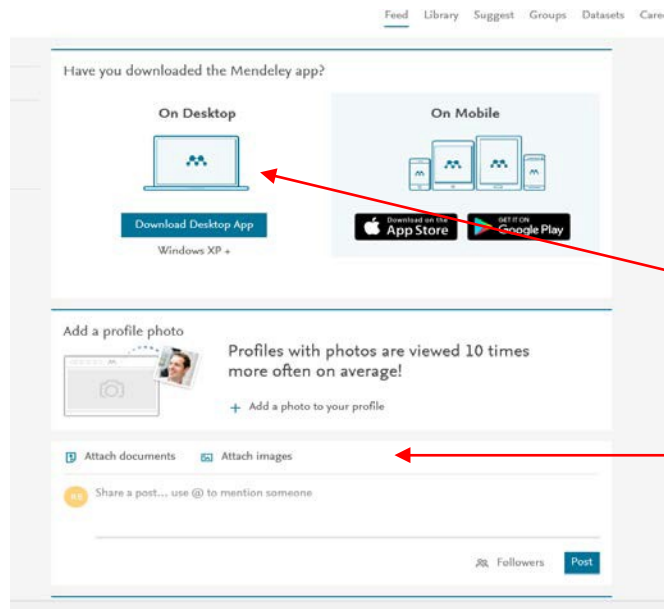 Feed Library Suggest Groups Datasets
Have you downloaded the Mendeley app?
On Desktop
Download Desktop App
Windows XP +
On Mobile
Download on the
App Store
GET IT ON
Google Play
Add a profile photo
Profiles with photos are viewed 10 times
more often on average!
+ Add a photo to your profile
Attach documents Attach images
Share a post... use @ to mention someone
Followers Post